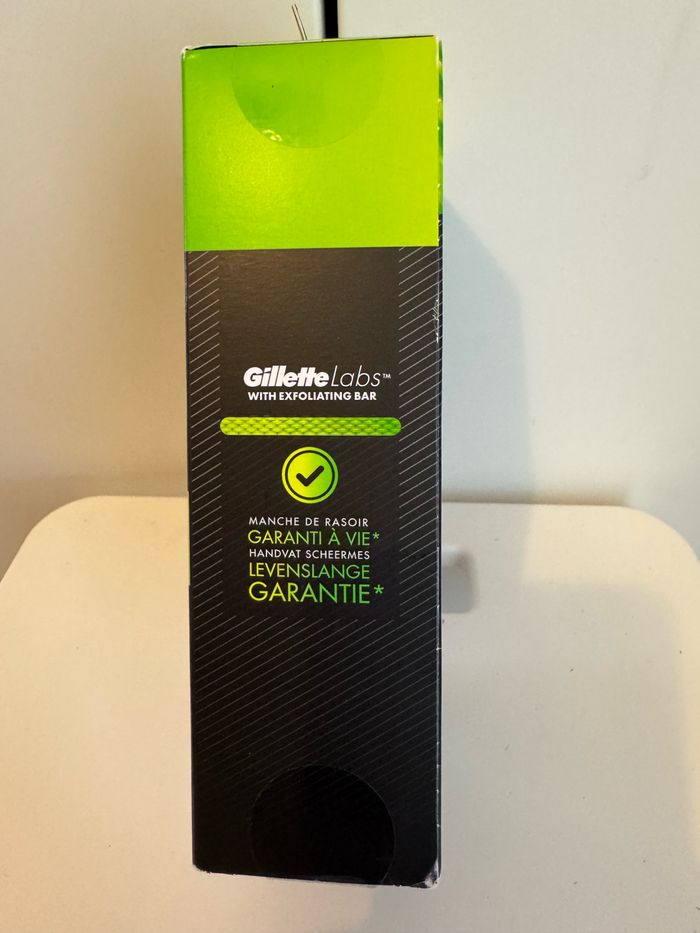 GilletteLabs™
WITH EXFOLIATING BAR
MANCHE DE RASOIR
GARANTI À VIE*
HANDVAT SCHEERMES
LEVENSLANGE
GARANTIE*